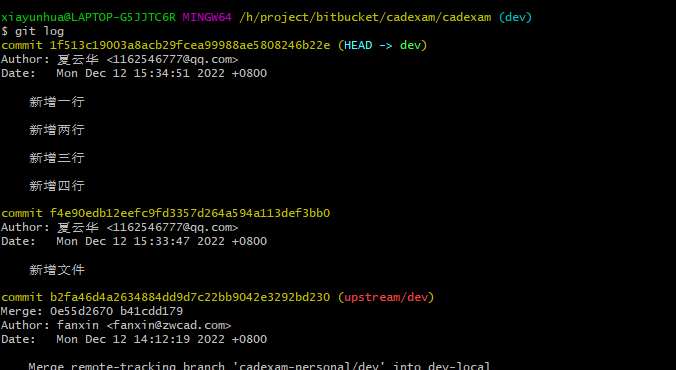 xiayunhua@LAPTOP-G5JJTC6R MINGW64 /h/project/bitbucket/cadexam/cadexam (dev)
$ git log
commit 1f513c19003a8acb29fcea99988ae5808246b22e (HEAD -> dev)
Author: 夏云华 <1162546777@qq.com>
Date:   Mon Dec 12 15:34:51 2022 +0800
新增一行
新增两行
新增三行
新增四行
commit f4e90edb12eefc9fd3357d264a594a113def3bb0
Author: 夏云华 <1162546777@qq.com>
Date:   Mon Dec 12 15:33:47 2022 +0800
新增文件
commit b2fa46d4a2634884dd9d7c22bb9042e3292bd230 (upstream/dev)
Merge: 0e55d2670 b41cdd179
Author: fanxin <fanxin@zwcad.com>
Date:   Mon Dec 12 14:12:19 2022 +0800
Merge remote-tracking branch 'cadexam-personal/dev' into dev-local